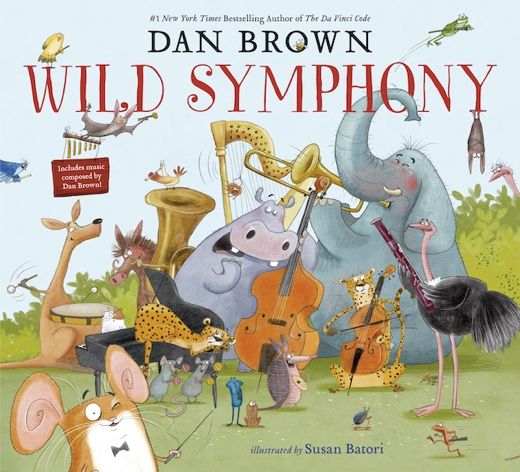 #1 New York Times Bestselling Author of The Da Vinci Code
DAN BROWN
WILD SYMPHONY
Includes music
composed by
Dan Brown!
illustrated by Susan Batori